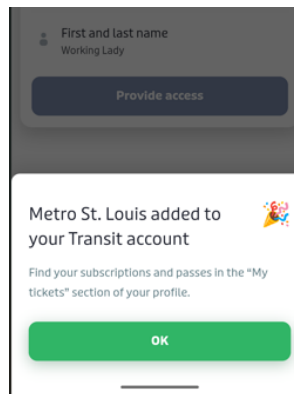 First and last name
Working Lady
Provide access
Metro St. Louis added to
your Transit account
Find your subscriptions and passes in the “My
tickets” section of your profile.
OK